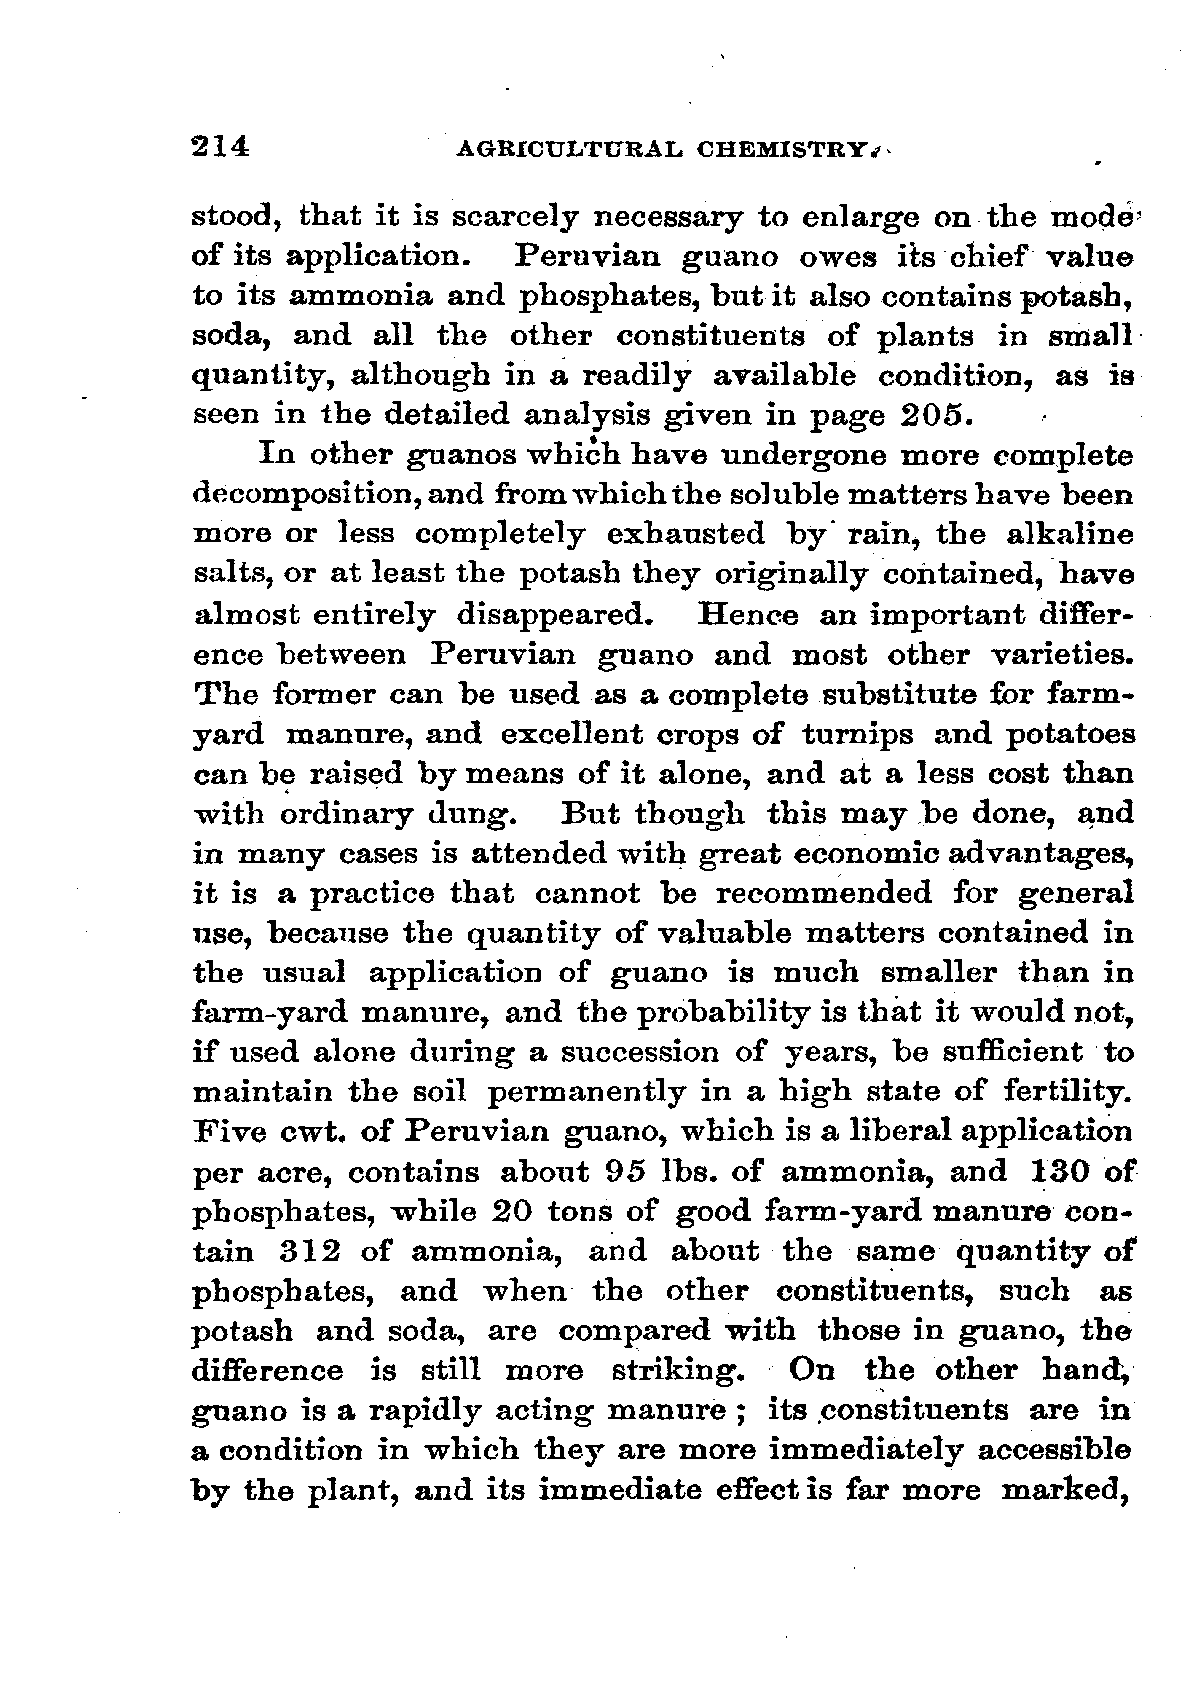 214 AGRICULTURAL CHEMISTRY.
stood, that it is scarcely necessary to enlarge on the mode
of its application. Peruvian guano owes its chief value
to its ammonia and phosphates, but it also contains potash,
soda, and all the other constituents of plants in small
quantity, although in a readily available condition, as is
seen in the detailed analysis given in page 205.
In other guanos which have undergone more complete
decomposition, and from which the soluble matters have been
more or less completely exhausted by rain, the alkaline
salts, or at least the potash they originally contained, have
almost entirely disappeared. Hence an important differ-
ence between Peruvian guano and most other varieties.
The former can be used as a complete substitute for farm-
yard manure, and excellent crops of turnips and potatoes
can be raised by means of it alone, and at a less cost than
with ordinary dung. But though this may be done, and
in many cases is attended with great economic advantages,
it is a practice that cannot be recommended for general
use, because the quantity of valuable matters contained in
the usual application of guano is much smaller than in
farm-yard manure, and the probability is that it would not,
if used alone during a succession of years, be sufficient to
maintain the soil permanently in a high state of fertility.
Five cwt. of Peruvian guano, which is a liberal application
per acre, contains about 95 lbs. of ammonia, and 130 of
phosphates, while 20 tons of good farm-yard manure con-
tain 312 of ammonia, and about the same quantity of
phosphates, and when the other constituents, such as
potash and soda, are compared with those in guano, the
difference is still more striking. On the other hand,
guano is a rapidly acting manure ; its constituents are in
a condition in which they are more immediately accessible
by the plant, and its immediate effect is far more marked,